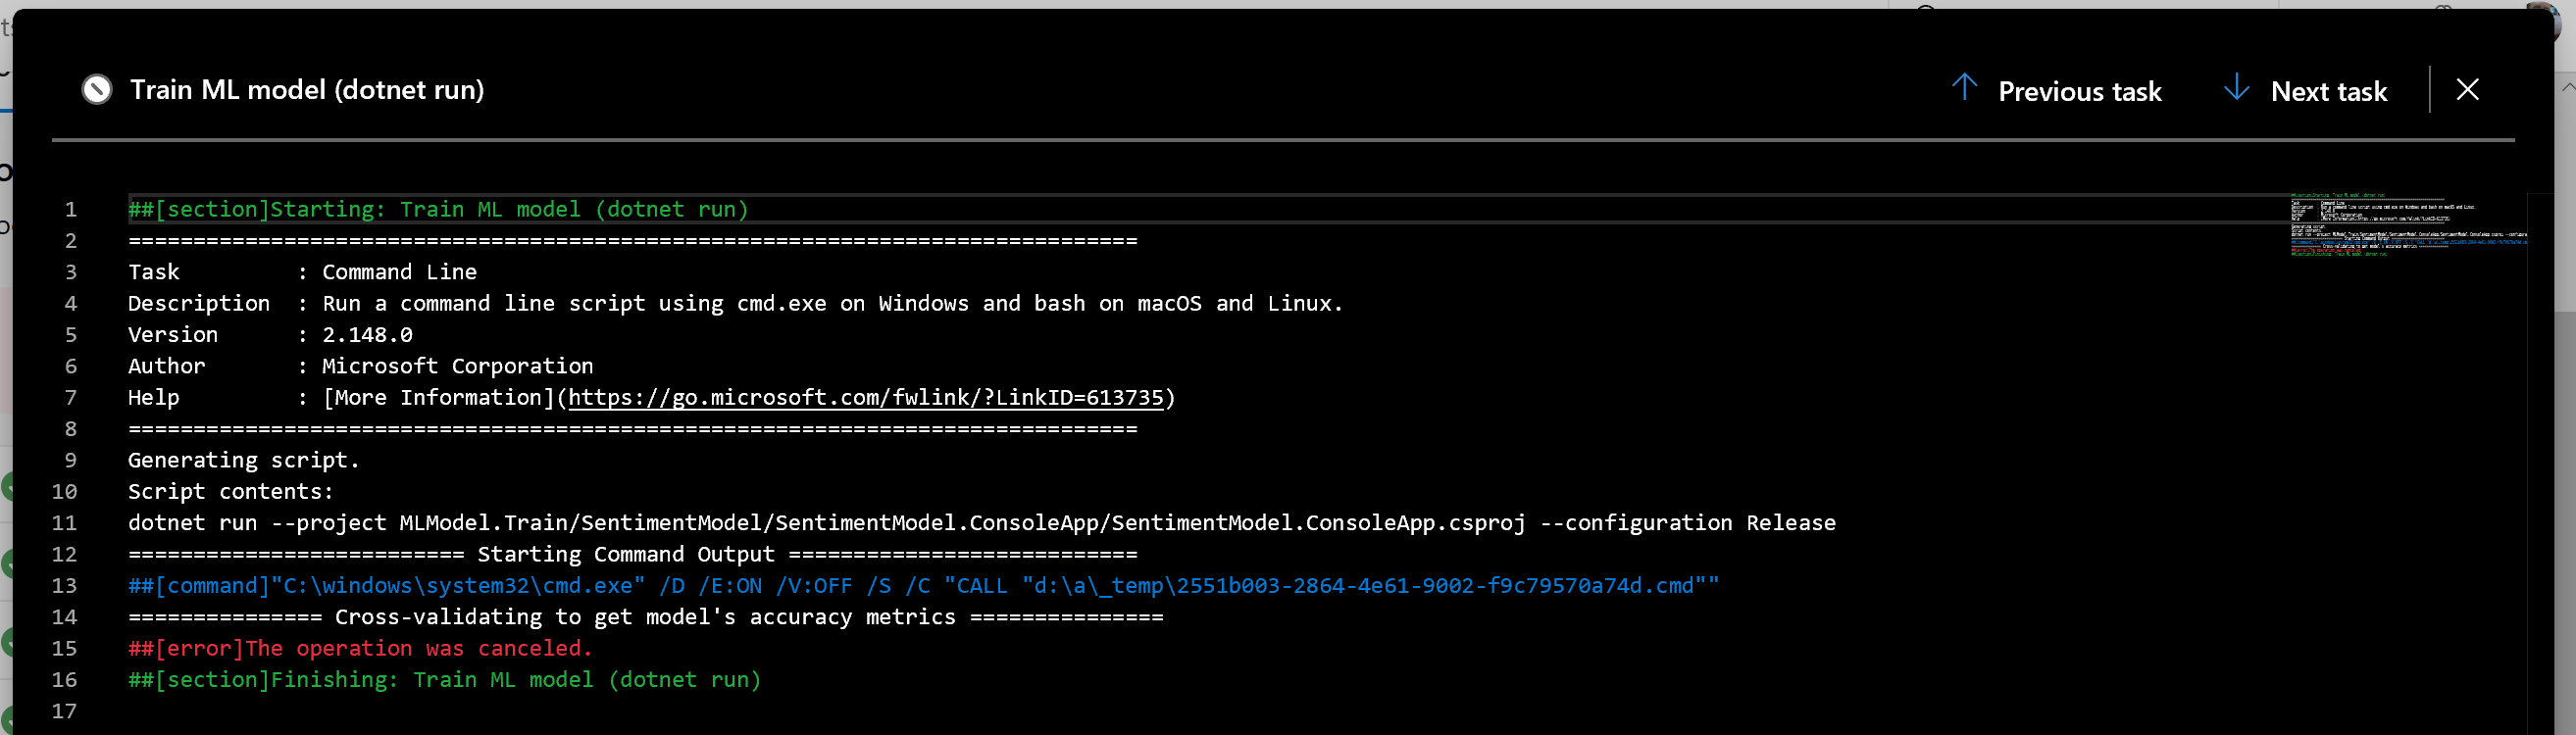 Train ML model (dotnet run)
Previous task
Next task
1 ##[section]Starting: Train ML model (dotnet run)
2 ==============================================================================
3 Task         : Command Line
4 Description  : Run a command line script using cmd.exe on Windows and bash on macOS and Linux.
5 Version      : 2.148.0
6 Author       : Microsoft Corporation
7 Help         : [More Information](https://go.microsoft.com/fwlink/?LinkID=613735)
8 ==============================================================================
9 Generating script.
10 Script contents:
11 dotnet run --project MLModel.Train/SentimentModel/SentimentModel.ConsoleApp/SentimentModel.ConsoleApp.csproj --configuration Release
12 ========================== Starting Command Output ===========================
13 ##[command]"C:\windows\system32\cmd.exe" /D /E:ON /V:OFF /S /C "CALL "d:\a\_temp\2551b003-2864-4e61-9002-f9c79570a74d.cmd""
14 =============== Cross-validating to get model's accuracy metrics ===============
15 ##[error]The operation was canceled.
16 ##[section]Finishing: Train ML model (dotnet run)
17